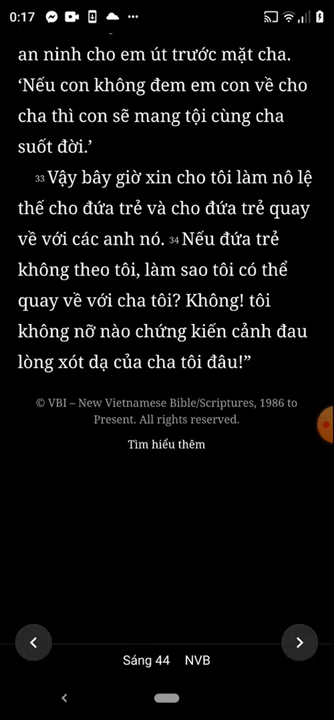 0:17
an ninh cho em út trước mặt cha.
‘Nếu con không đem em con về cho
cha thì con sẽ mang tội cùng cha
suốt đời.’
33 Vậy bây giờ xin cho tôi làm nô lệ
thế cho đứa trẻ và cho đứa trẻ quay
về với các anh nó. 34 Nếu đứa trẻ
không theo tôi, làm sao tôi có thể
quay về với cha tôi? Không! tôi
không nỡ nào chứng kiến cảnh đau
lòng xót dạ của cha tôi đâu!”
© VBI – New Vietnamese Bible/Scriptures, 1986 to
Present. All rights reserved.
Tìm hiểu thêm
Sáng 44 NVB